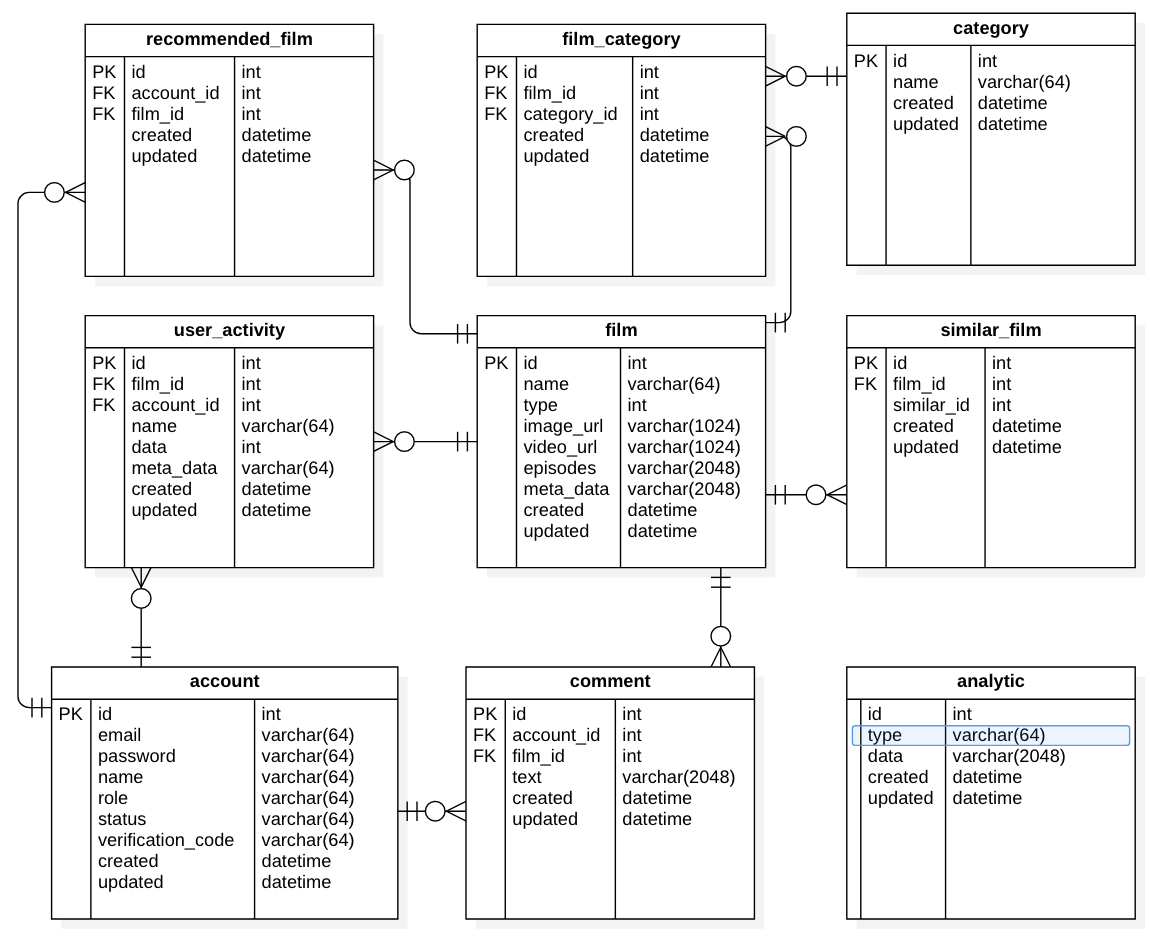 recommended_film
PK id int
FK account_id int
FK film_id int
created datetime
updated datetime
film_category
PK id int
FK film_id int
FK category_id int
created datetime
updated datetime
category
PK id int
name varchar(64)
created datetime
updated datetime
user_activity
PK id int
FK film_id int
FK account_id int
name varchar(64)
data int
meta_data varchar(64)
created datetime
updated datetime
film
PK id int
name varchar(64)
type int
image_url varchar(1024)
video_url varchar(1024)
episodes varchar(2048)
meta_data varchar(2048)
created datetime
updated datetime
similar_film
PK id int
FK film_id int
similar_id int
created datetime
updated datetime
account
PK id int
email varchar(64)
password varchar(64)
name varchar(64)
role varchar(64)
status varchar(64)
verification_code varchar(64)
created datetime
updated datetime
comment
PK id int
FK account_id int
FK film_id int
text varchar(2048)
created datetime
updated datetime
analytic
id int
type varchar(64)
data varchar(2048)
created datetime
updated datetime